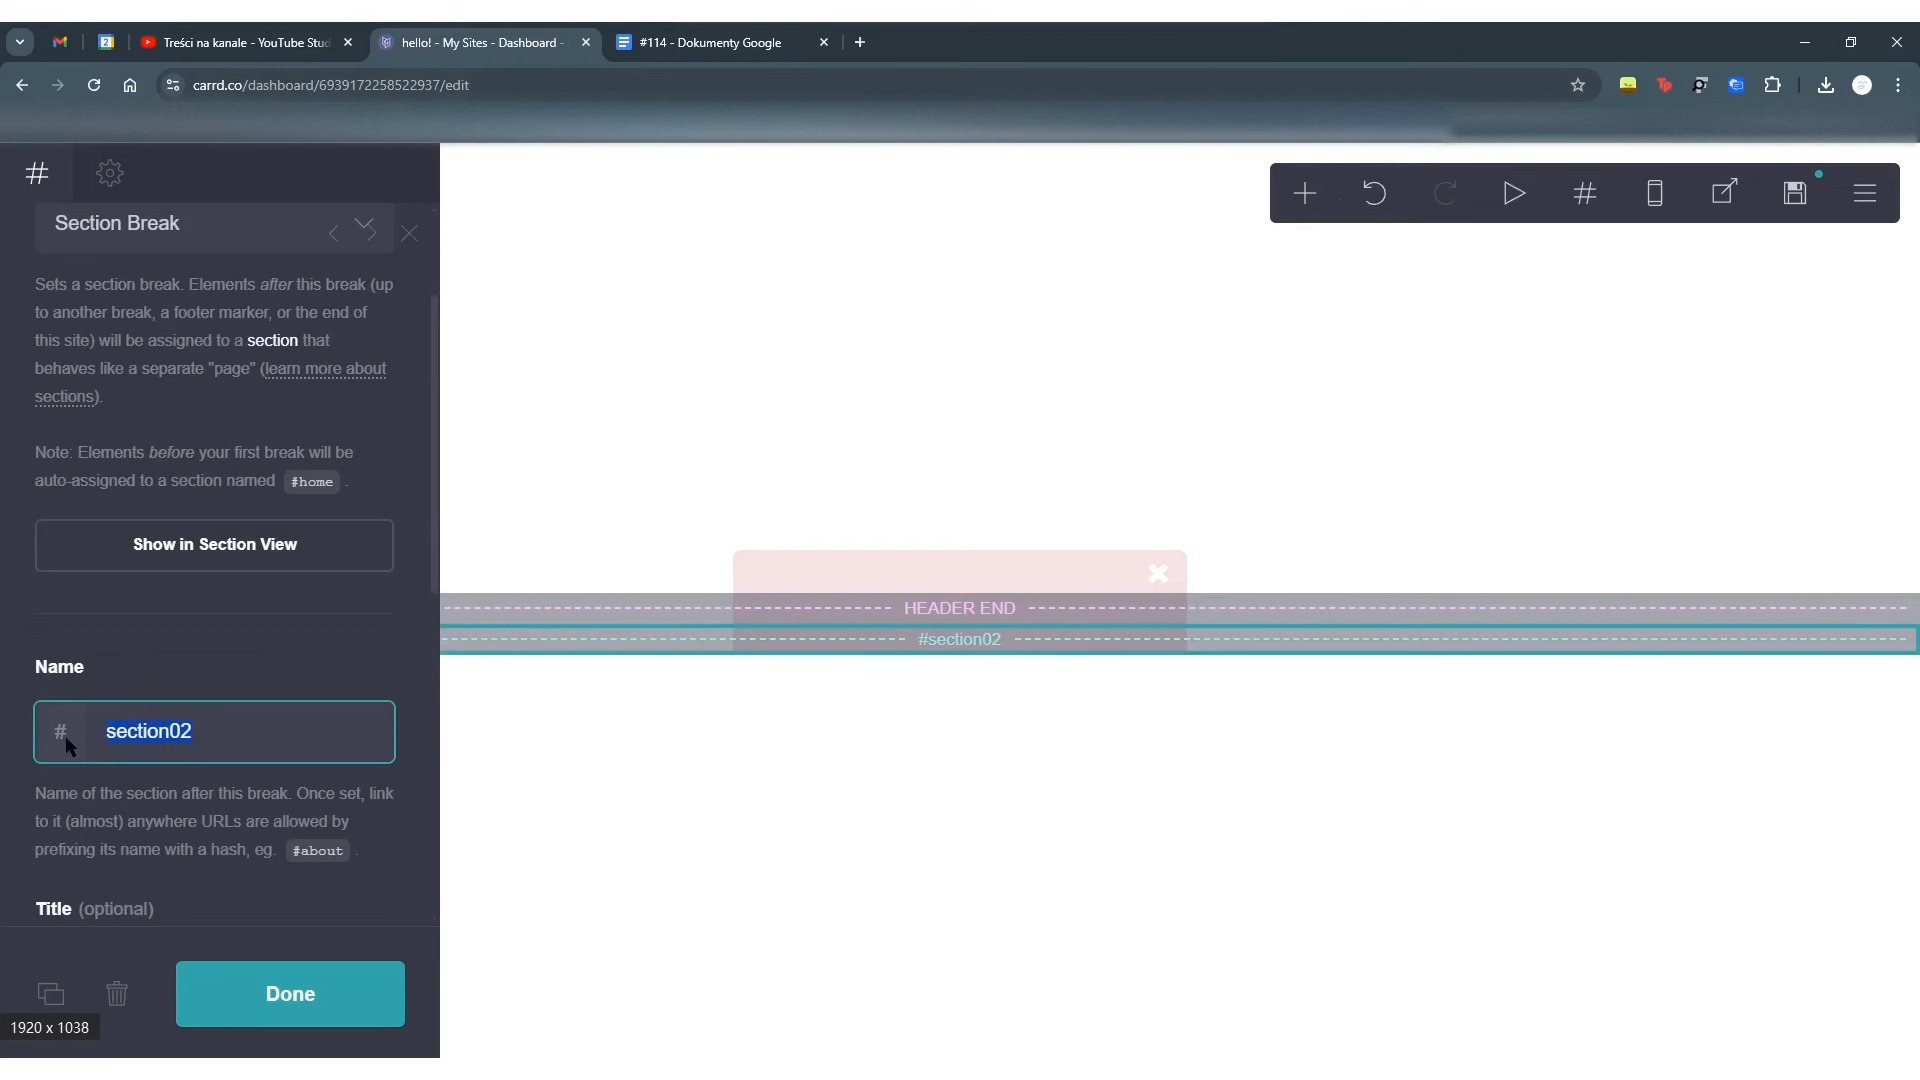 2
Treści na kanale - YouTube Stud
hello! - My Sites - Dashboard -
#114 - Dokumenty Google
carrd.co/dashboard/6939172258522937/edit
Tp
#
#
Section Break
Sets a section break. Elements after this break (up
to another break, a footer marker, or the end of
this site) will be assigned to a section that
behaves like a separate "page" (learn more about
sections).
Note: Elements before your first break will be
auto-assigned to a section named #home .
Show in Section View
HEADER END
#section02
Name
# section02
Name of the section after this break. Once set, link
to it (almost) anywhere URLs are allowed by
prefixing its name with a hash, eg. #about .
Title (optional)
Done
1920 x 1038